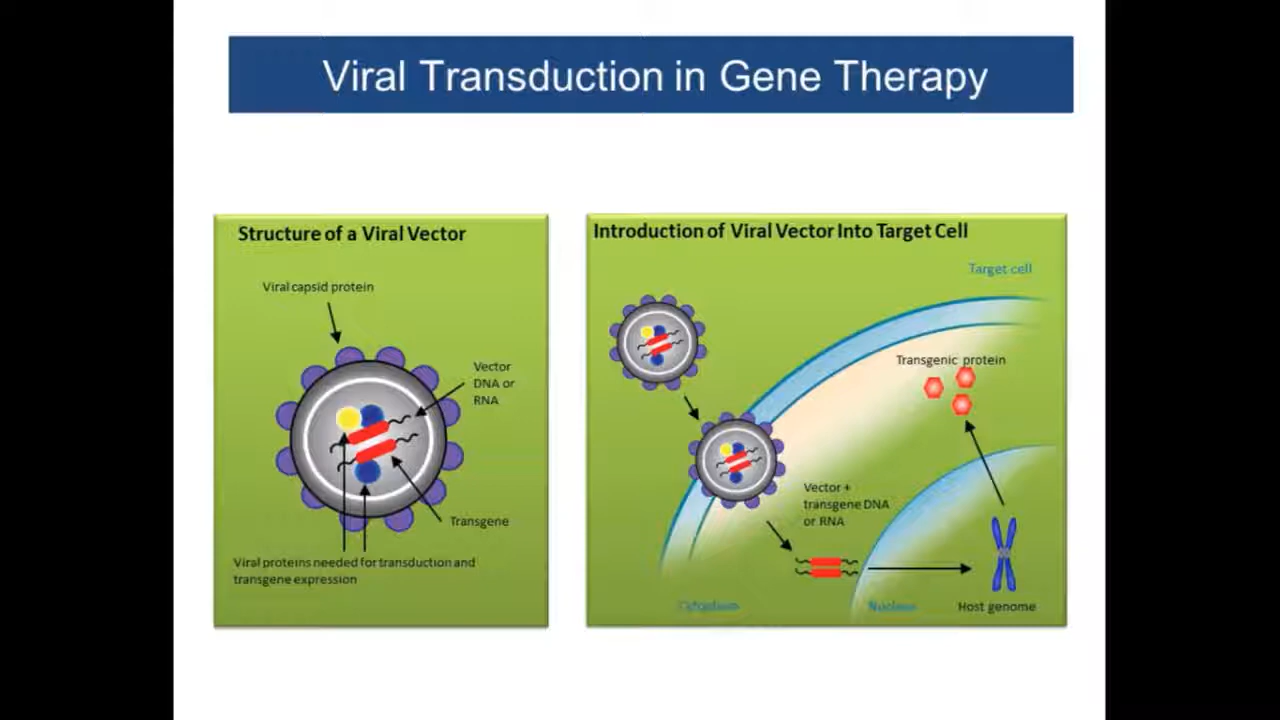 Viral Transduction in Gene Therapy
Structure of a Viral Vector
Viral capsid protein
Vector
DNA or
RNA
Transgene
Viral proteins needed for transduction and
transgene expression
Introduction of Viral Vector Into Target Cell
Target cell
Transgenic protein
Vector +
transgene DNA
or RNA
Cytoplasm
Nucleus
Host genome